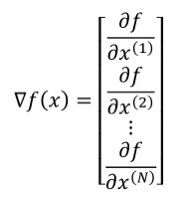 ∇f(x) = [ ∂f/∂x⁽¹⁾
∂f/∂x⁽²⁾
⋮
∂f/∂x⁽ᴺ⁾ ]